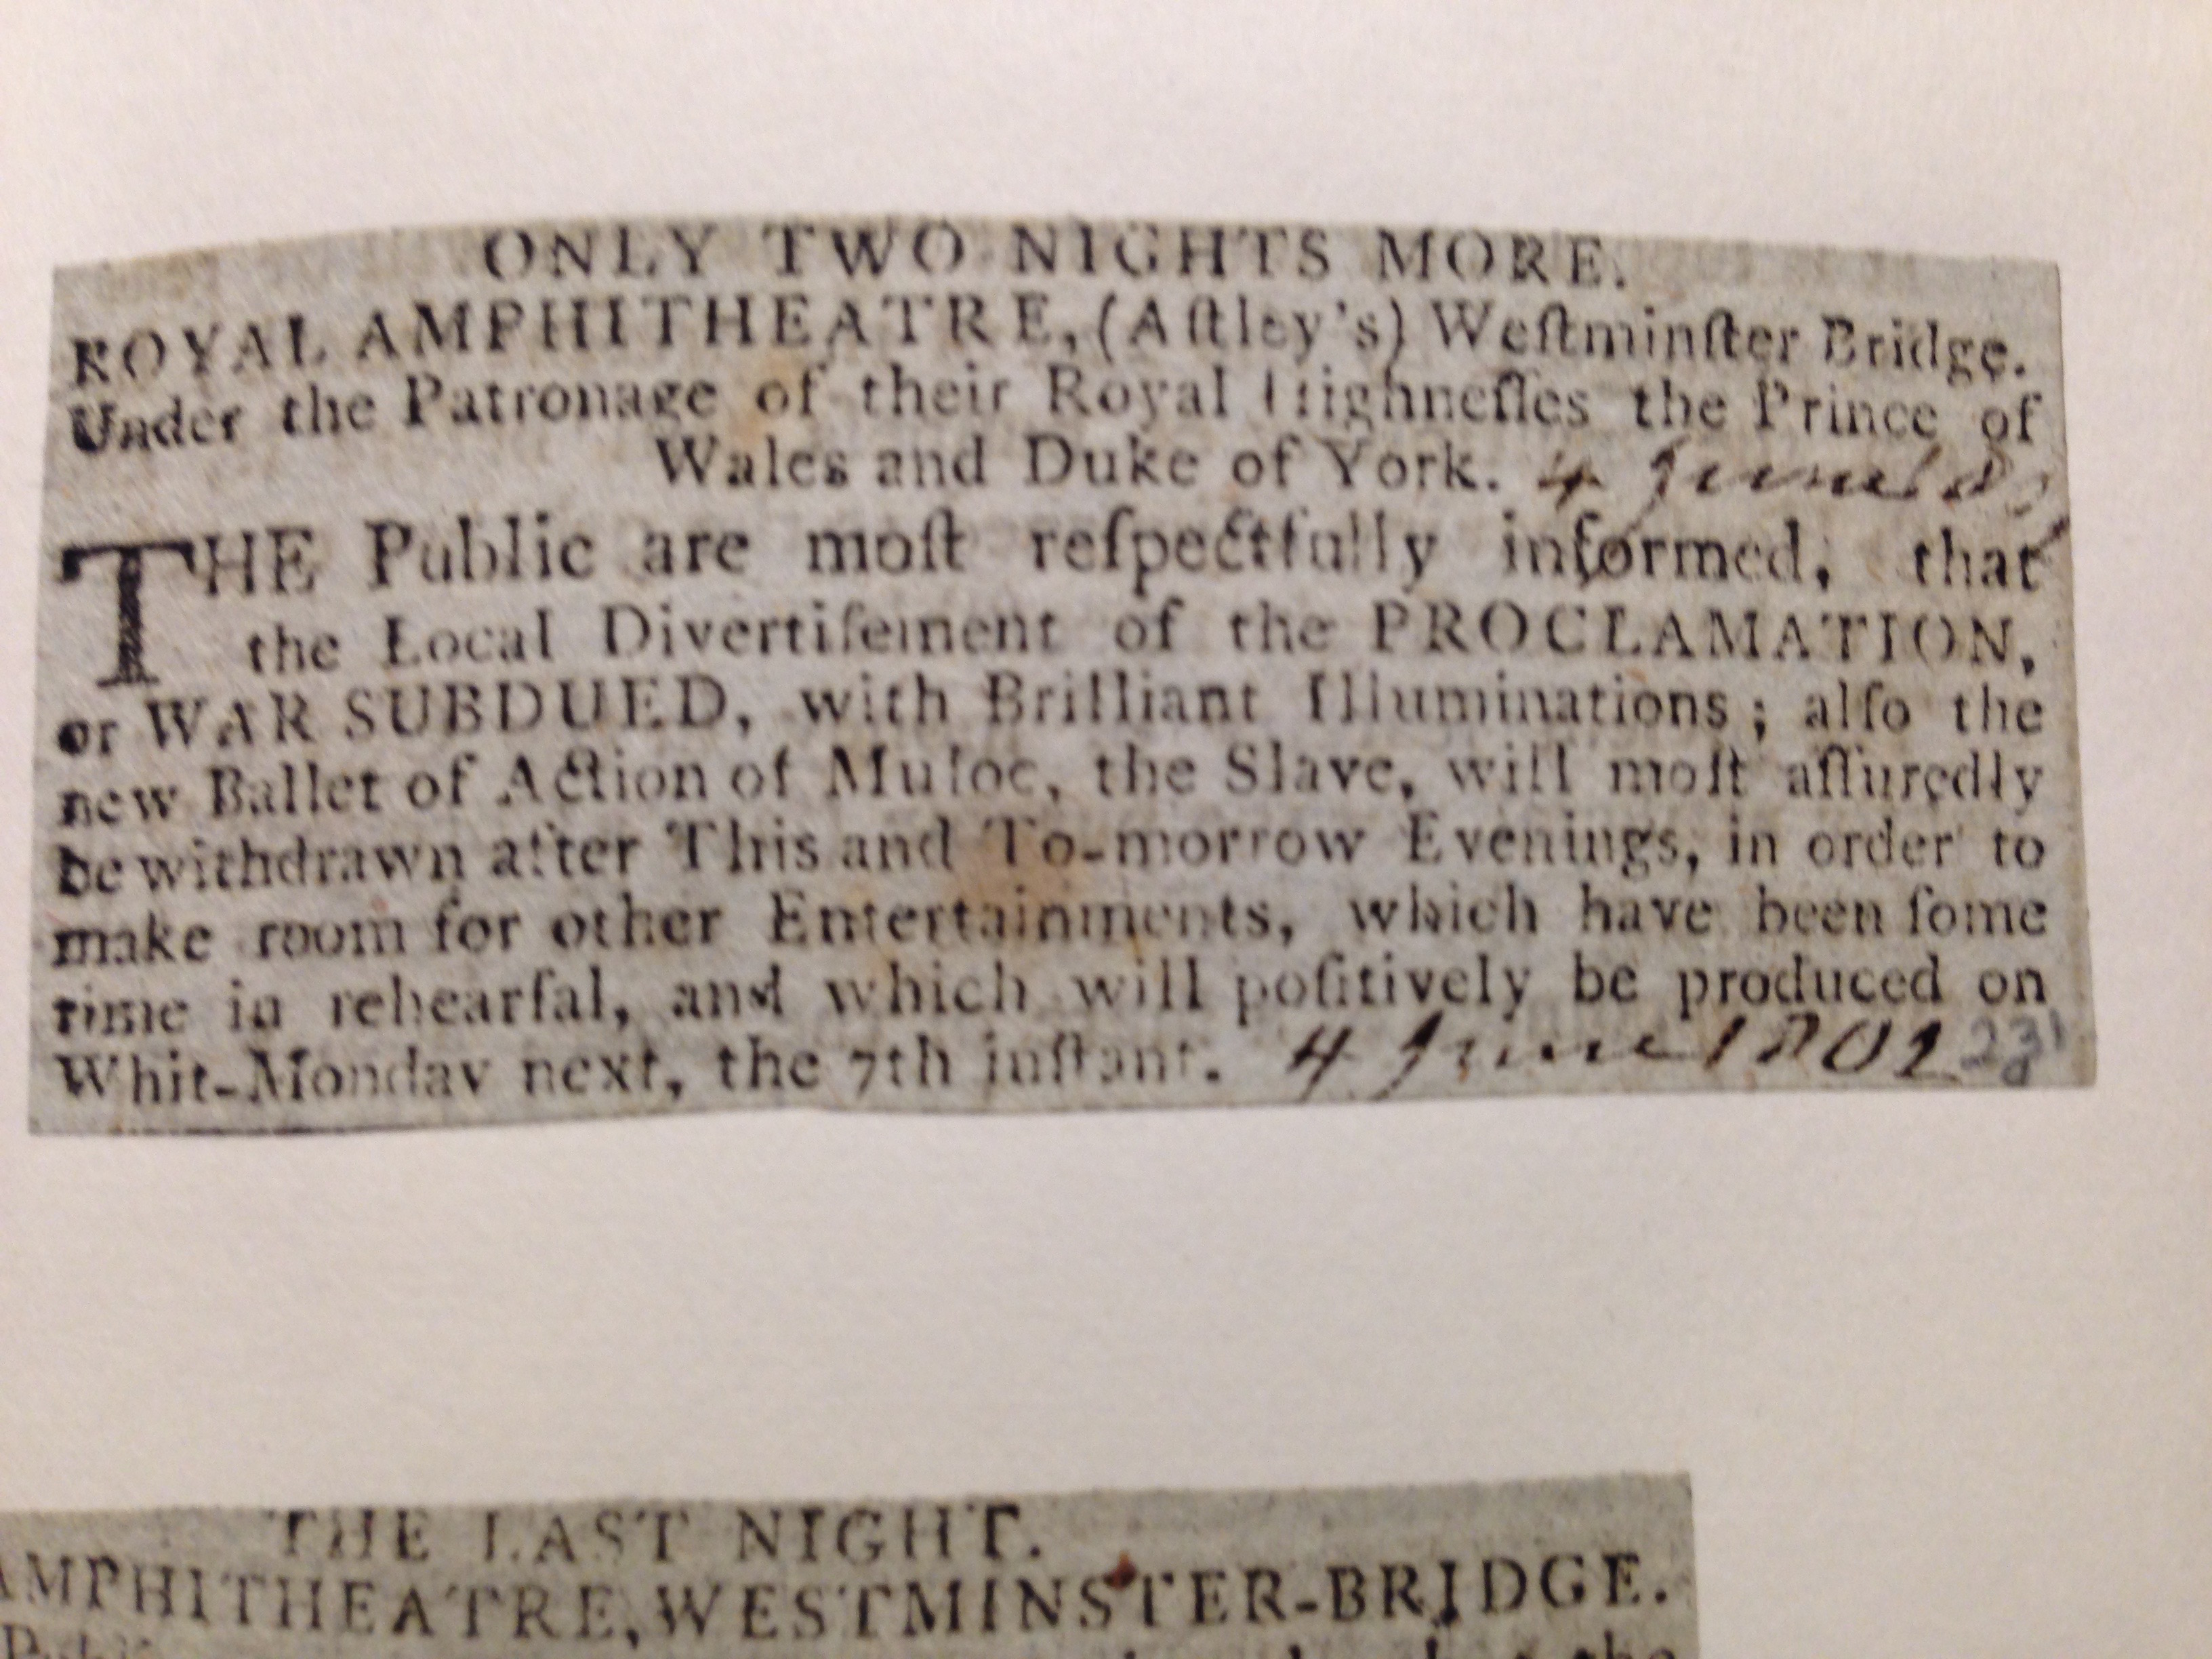 ONLY TWO NIGHTS MORE.
ROYAL AMPHITHEATRE, (Aſtley's) Weſtminſter Bridge.
Under the Patronage of their Royal Highneſſes the Prince of
Wales and Duke of York. 4 June
THE Public are moſt reſpectfully informed, that
the Local Divertiſement of the PROCLAMATION,
or WAR SUBDUED, with Brilliant Illuminations; alſo the
new Ballet of Action of Muloc, the Slave, will moſt aſſuredly
be withdrawn after This and To-morrow Evenings, in order to
make room for other Entertainments, which have been ſome
time in rehearſal, and which will poſitively be produced on
Whit-Monday next, the 7th inſtant. 4 June 1802
THE LAST NIGHT.
AMPHITHEATRE, WESTMINSTER-BRIDGE.
the